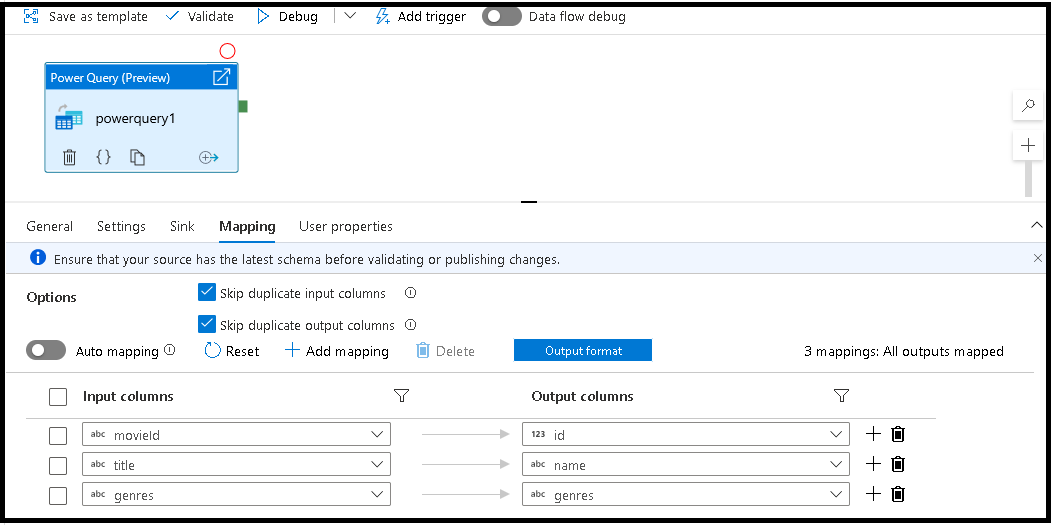 Save as template Validate Debug Add trigger Data flow debug
Power Query (Preview)
powerquery1
{}
General Settings Sink Mapping User properties
Ensure that your source has the latest schema before validating or publishing changes.
Options Skip duplicate input columns
Skip duplicate output columns
Auto mapping Reset Add mapping Delete Output format 3 mappings: All outputs mapped
Input columns Output columns
abc movieId 123 id
abc title abc name
abc genres abc genres